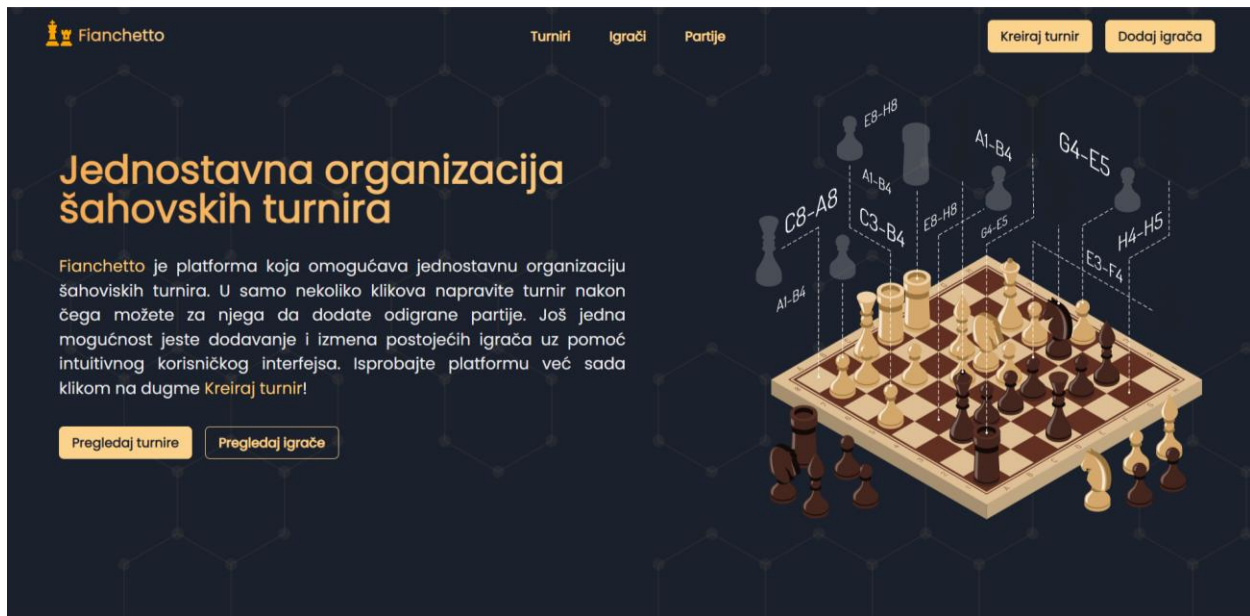 Fianchetto
Turniri Igrači Partije
Kreiraj turnir Dodaj igrača
Jednostavna organizacija
šahovskih turnira
Fianchetto je platforma koja omogućava jednostavnu organizaciju
šahoviskih turnira. U samo nekoliko klikova napravite turnir nakon
čega možete za njega da dodate odigrane partije. Još jedna
mogućnost jeste dodavanje i izmena postojećih igrača uz pomoć
intuitivnog korisničkog interfejsa. Isprobajte platformu već sada
klikom na dugme Kreiraj turnir!
Pregledaj turnire Pregledaj igrače
E8-H8
A1-B4
G4-E5
A1-B4
C8-A8
C3-B4
E8-H8
G4-E5
H4-H5
E3-F4
A1-B4